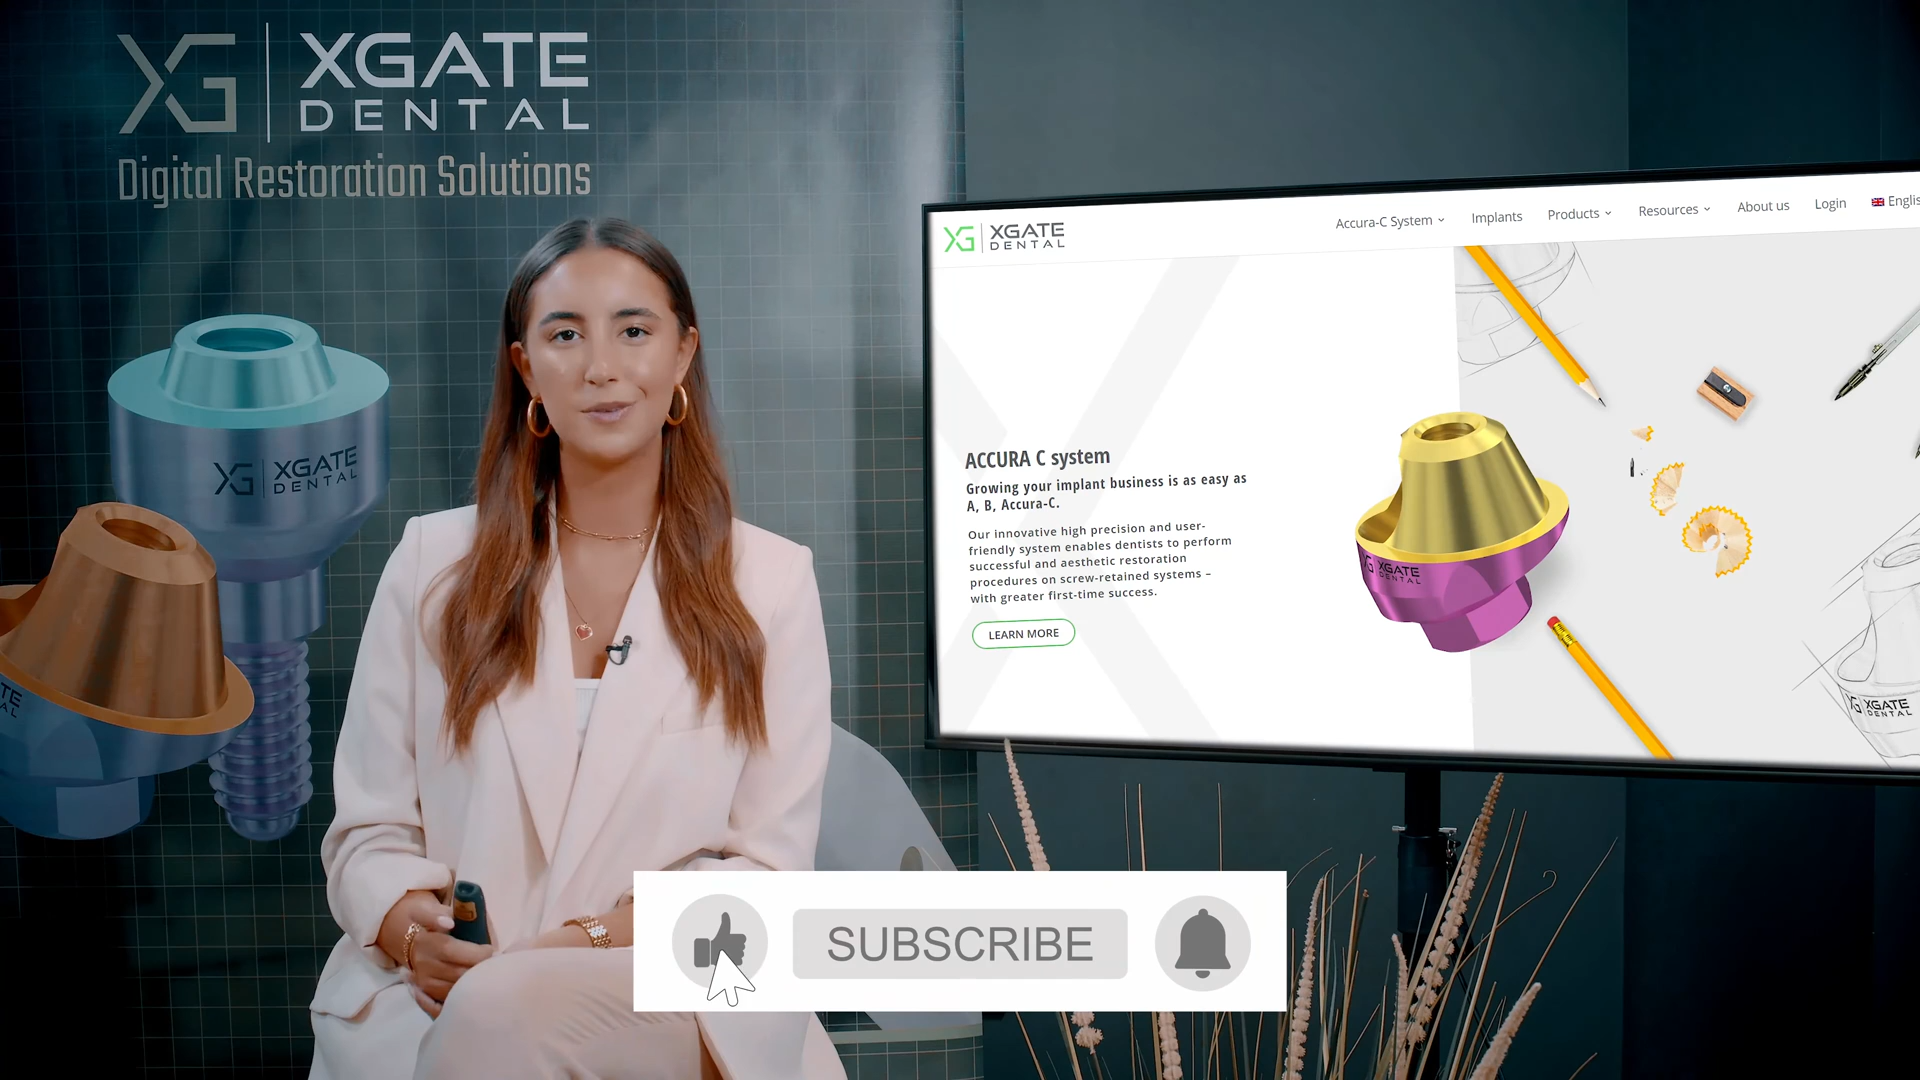 XG XGATE
DENTAL
Digital Restoration Solutions
XG XGATE
DENTAL
XG XGATE
DENTAL
Accura-C System
Implants
Products
Resources
About us
Login
ACCURA C system
Growing your implant business is as easy as
A, B, Accura-C.
Our innovative high precision and user-
friendly system enables dentists to perform
successful and aesthetic restoration
procedures on screw-retained systems –
with greater first-time success.
LEARN MORE
XGATE
DENTAL
XG XGATE
DENTAL
SUBSCRIBE